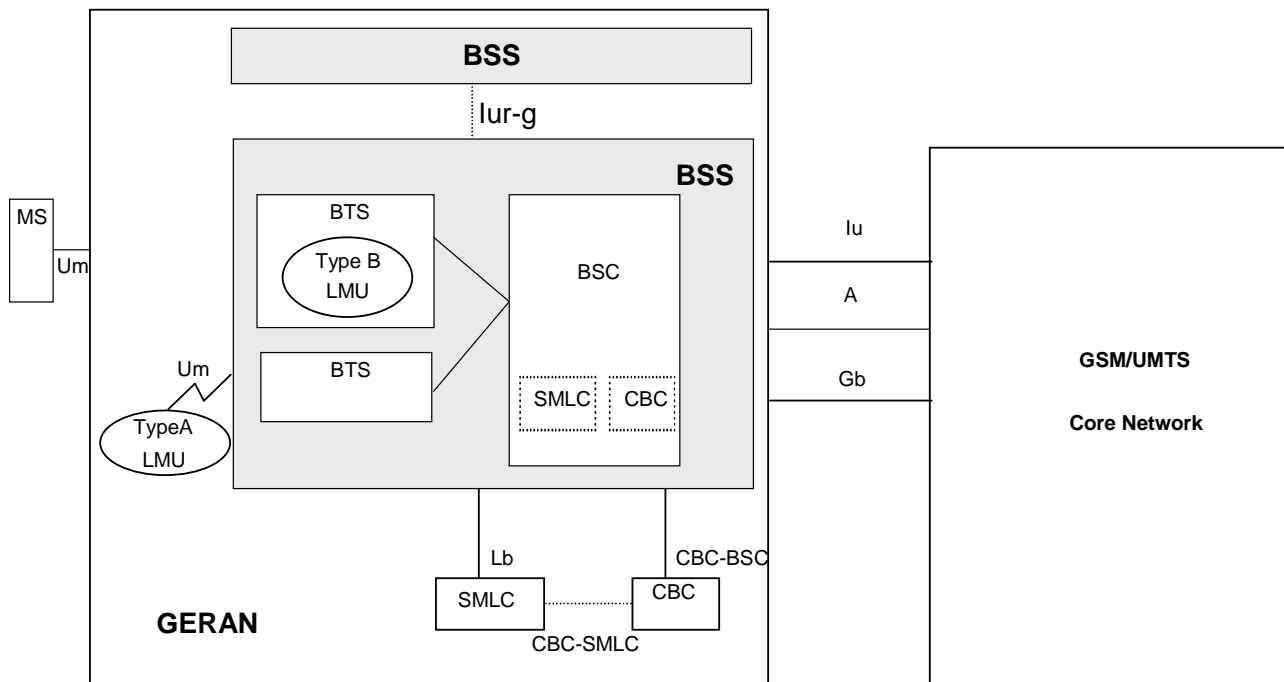 BSS
Iur-g
BSS
MS
Um
BTS
Type B
LMU
BSC
BTS
SMLC
CBC
Um
TypeA
LMU
Iu
A
Gb
GSM/UMTS
Core Network
Lb
CBC-BSC
SMLC
CBC
CBC-SMLC
GERAN